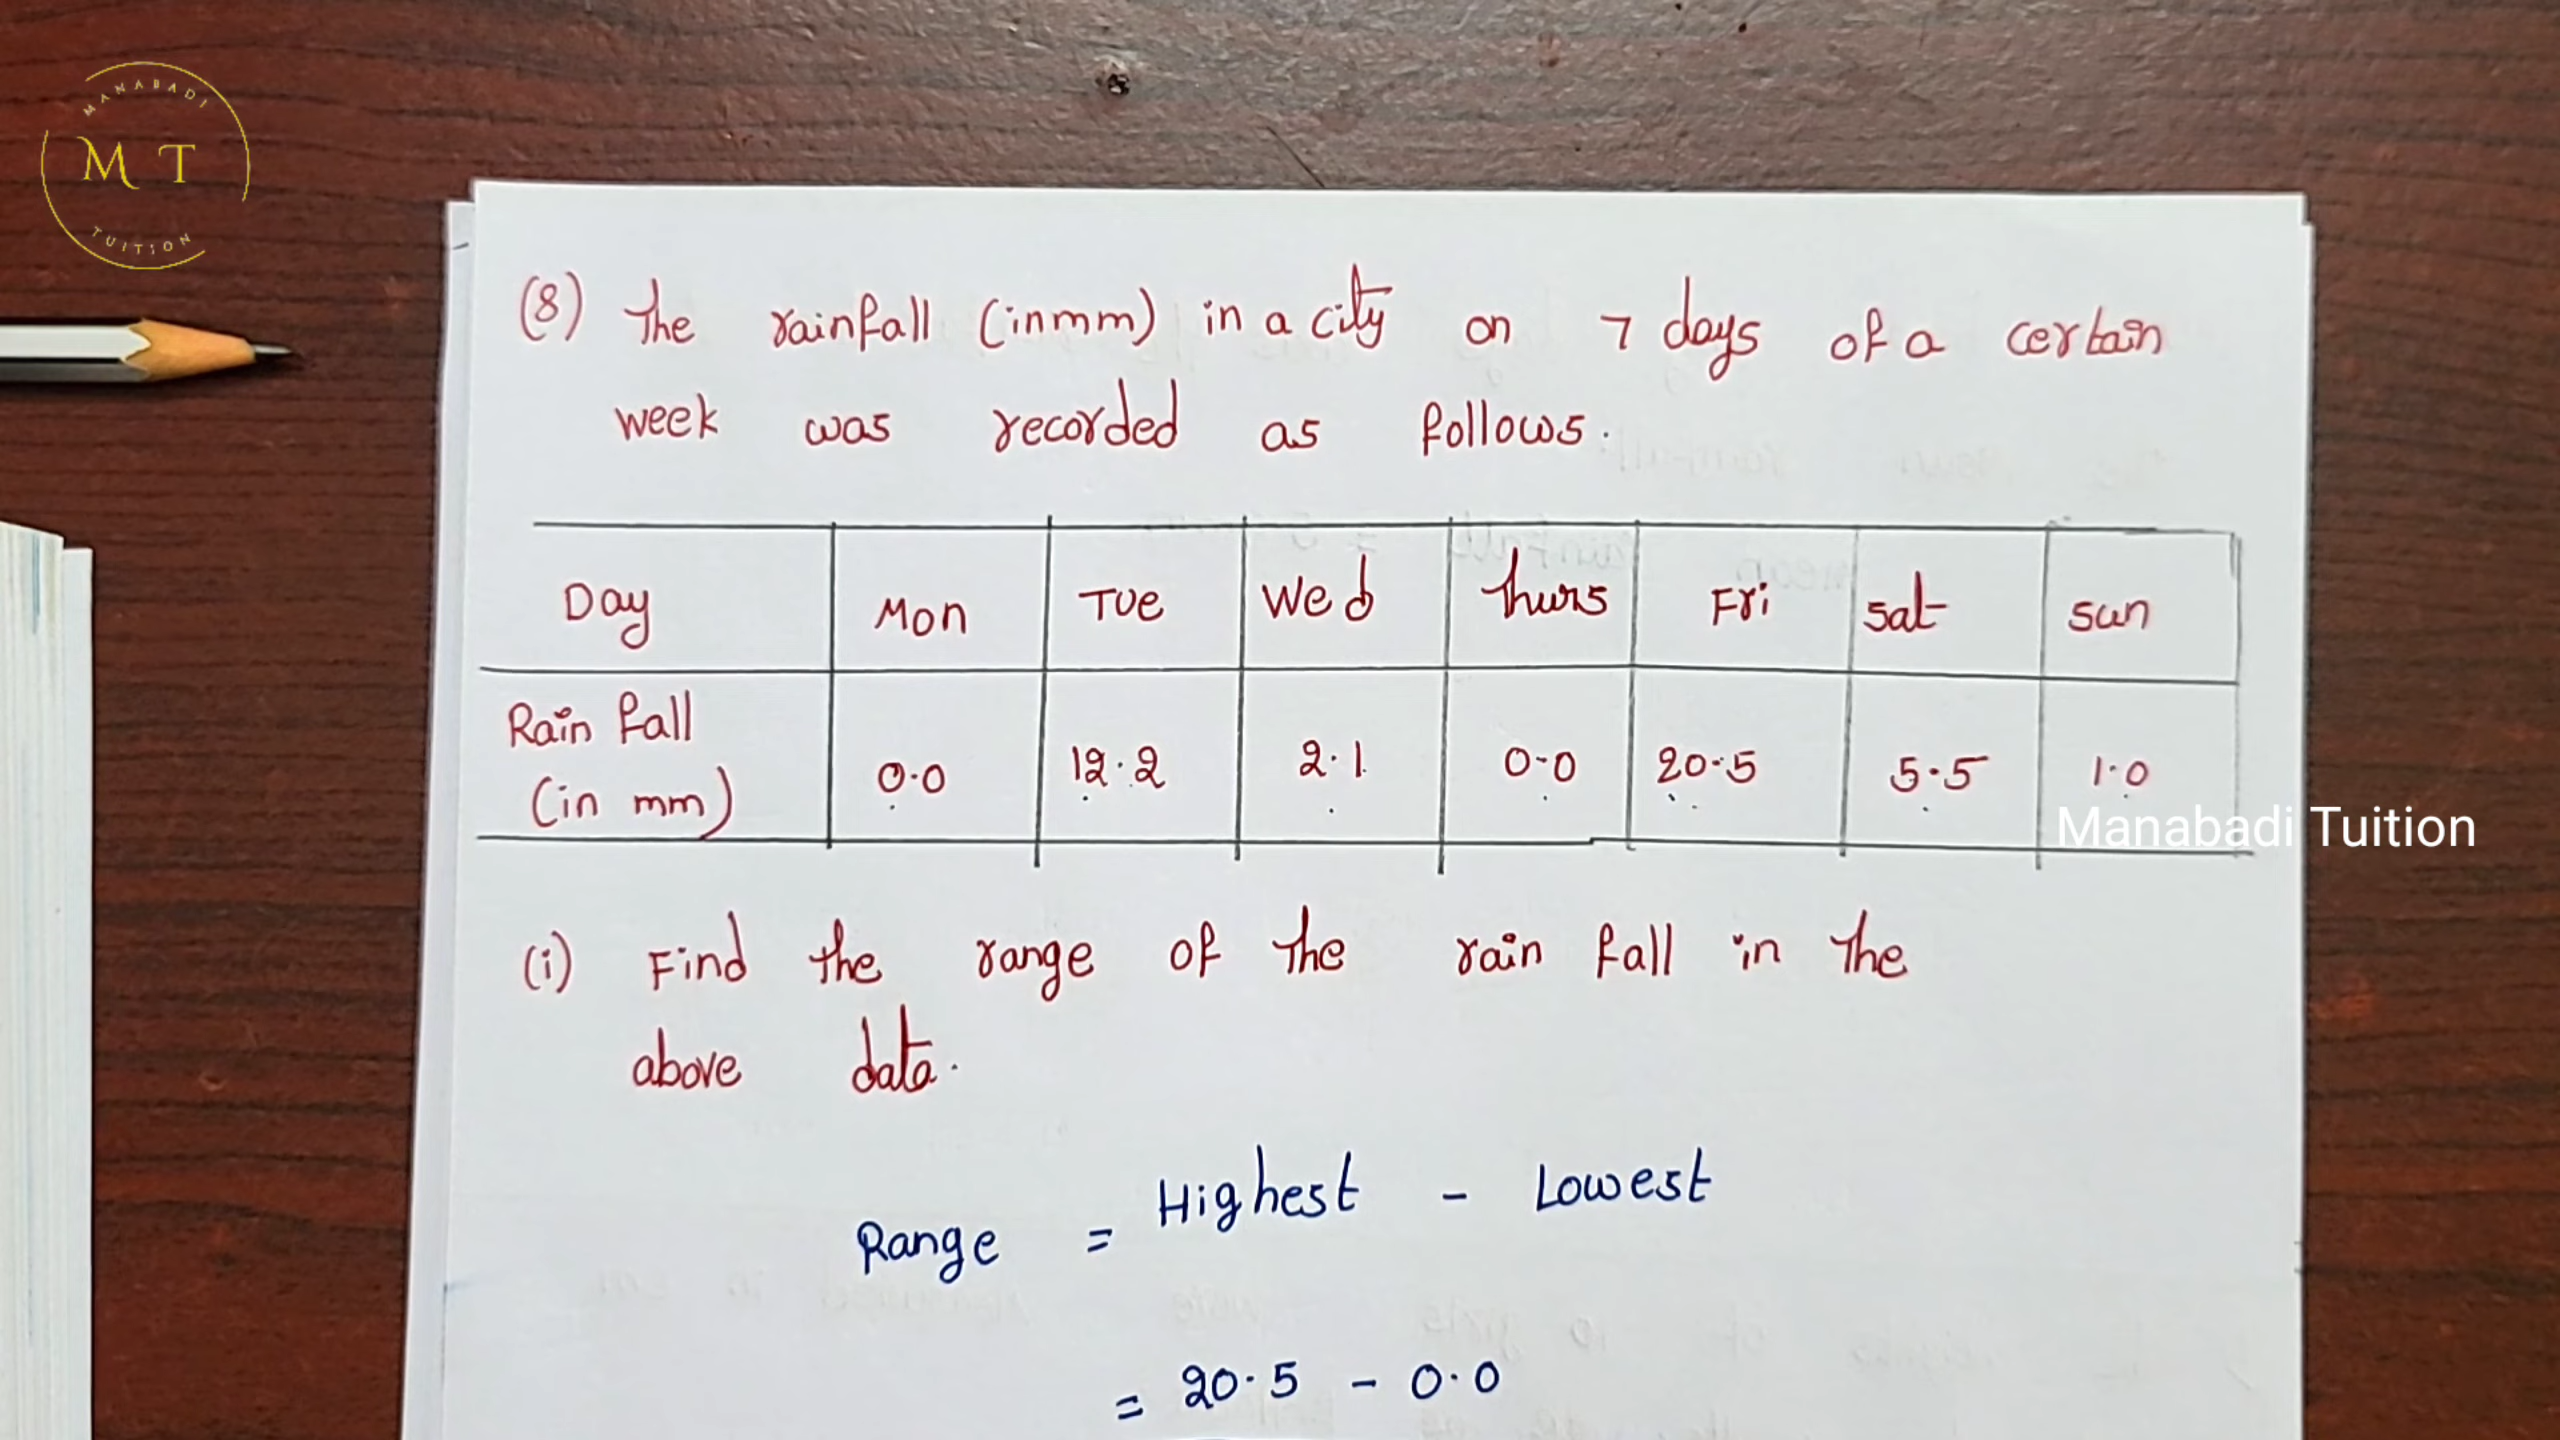 MANABADI
M T
TUITION
(8) The rainfall (in mm) in a city on 7 days of a certain
week was recorded as follows.
Day Mon Tue Wed Thurs Fri Sat Sun
Rain fall
(in mm) 0.0 12.2 2.1 0.0 20.5 5.5 1.0
Manabadi Tuition
(i) Find the range of the rain fall in the
above data.
Range = Highest - Lowest
= 20.5 - 0.0